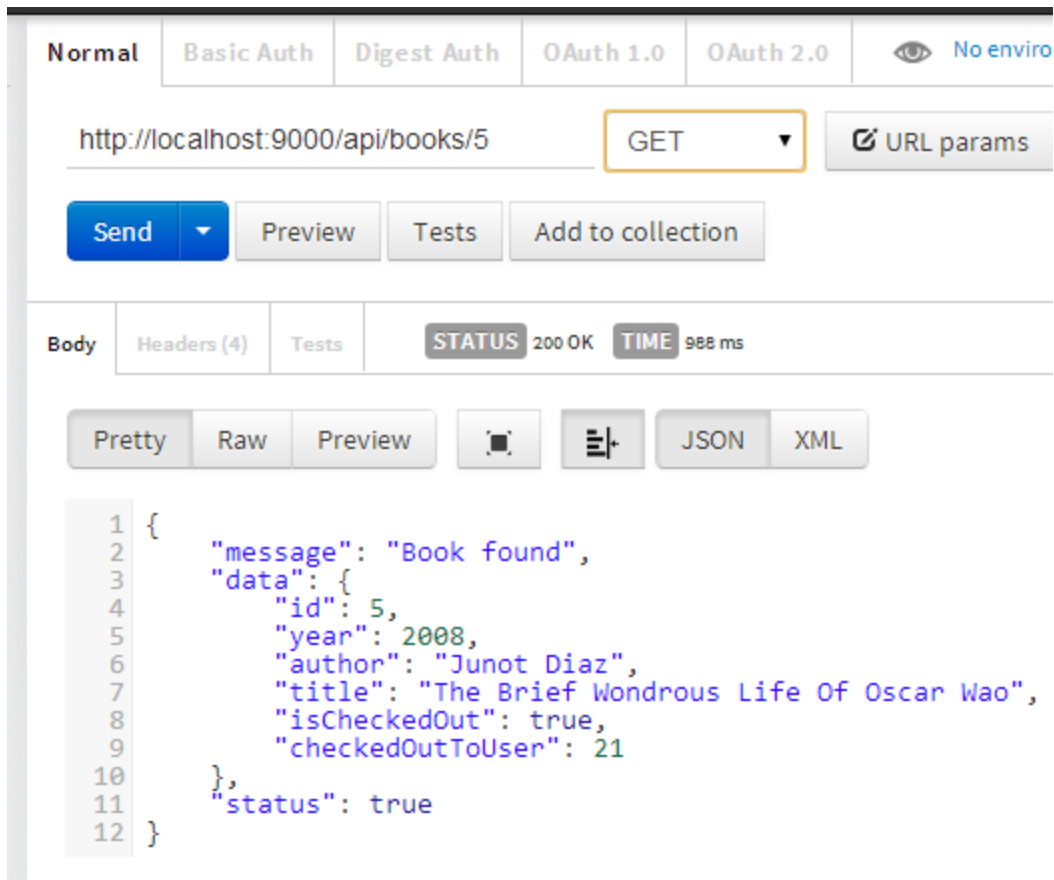 Normal Basic Auth Digest Auth OAuth 1.0 OAuth 2.0 No enviro
http://localhost:9000/api/books/5 GET URL params
Send Preview Tests Add to collection
Body Headers (4) Tests STATUS 200 OK TIME 988 ms
Pretty Raw Preview JSON XML
1 {
2 "message": "Book found",
3 "data": {
4 "id": 5,
5 "year": 2008,
6 "author": "Junot Diaz",
7 "title": "The Brief Wondrous Life Of Oscar Wao",
8 "isCheckedOut": true,
9 "checkedOutToUser": 21
10 },
11 "status": true
12 }